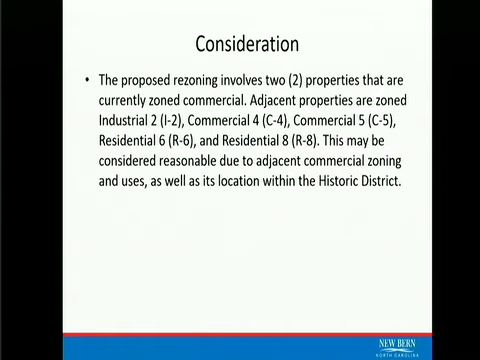 Consideration
• The proposed rezoning involves two (2) properties that are
currently zoned commercial. Adjacent properties are zoned
Industrial 2 (I-2), Commercial 4 (C-4), Commercial 5 (C-5),
Residential 6 (R-6), and Residential 8 (R-8). This may be
considered reasonable due to adjacent commercial zoning
and uses, as well as its location within the Historic District.
NEW BERN
NORTH CAROLINA